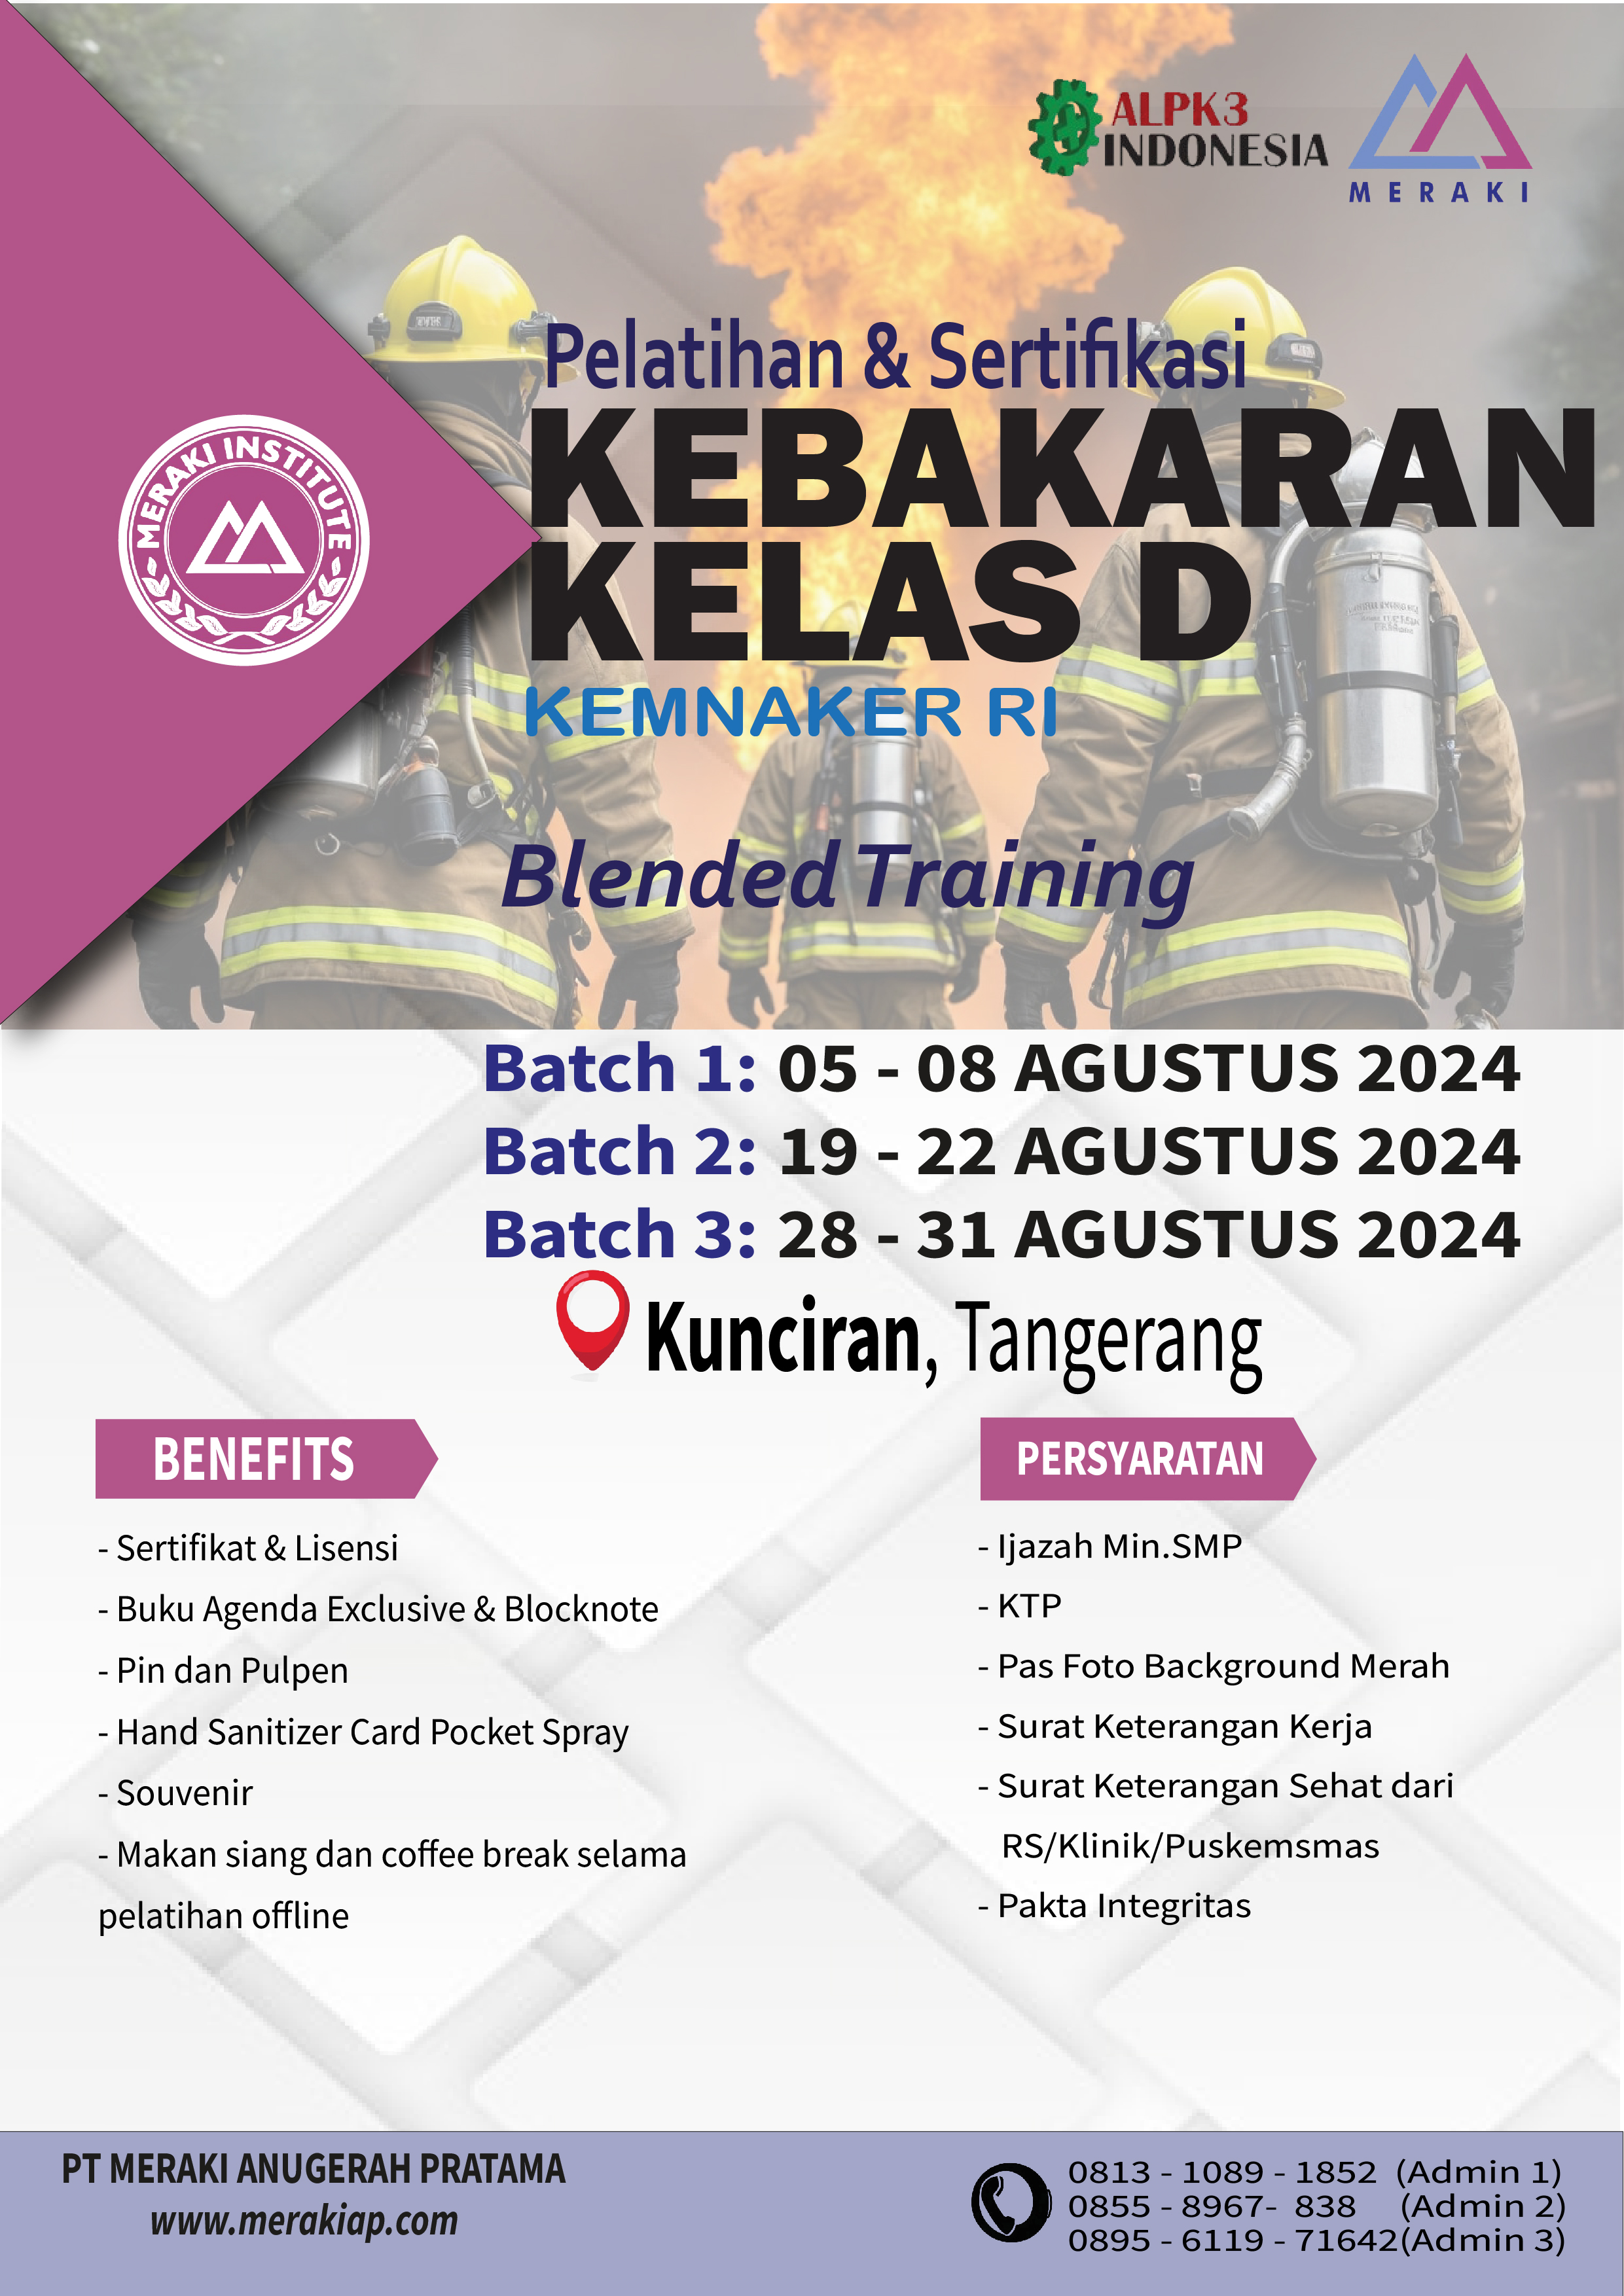 ALPK3
INDONESIA
MERAKI
Pelatihan & Sertifikasi
KEBAKARAN
KELAS D
MERAKI INSTITUTE
KEMNAKER RI
Blended Training
Batch 1: 05 - 08 AGUSTUS 2024
Batch 2: 19 - 22 AGUSTUS 2024
Batch 3: 28 - 31 AGUSTUS 2024
Kunciran, Tangerang
BENEFITS
- Sertifikat & Lisensi
- Buku Agenda Exclusive & Blocknote
- Pin dan Pulpen
- Hand Sanitizer Card Pocket Spray
- Souvenir
- Makan siang dan coffee break selama
pelatihan offline
PERSYARATAN
- Ijazah Min.SMP
- KTP
- Pas Foto Background Merah
- Surat Keterangan Kerja
- Surat Keterangan Sehat dari
RS/Klinik/Puskemsmas
- Pakta Integritas
PT MERAKI ANUGERAH PRATAMA
www.merakiap.com
0813 - 1089 - 1852 (Admin 1)
0855 - 8967- 838 (Admin 2)
0895 - 6119 - 71642(Admin 3)